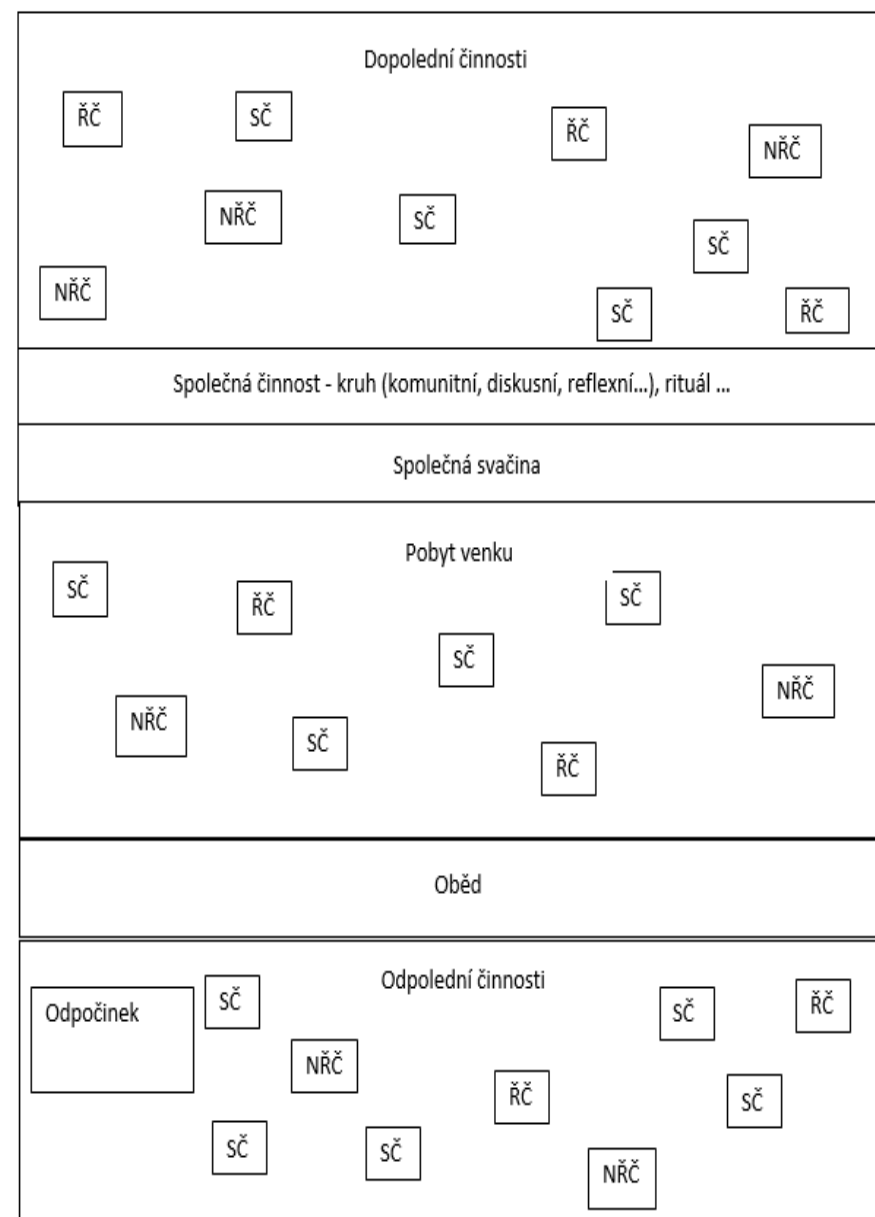 Dopolední činnosti
ŘČ
SČ
ŘČ
NŘČ
NŘČ
SČ
SČ
NŘČ
SČ
ŘČ
Společná činnost - kruh (komunitní, diskusní, reflexní...), rituál ...
Společná svačina
Pobyt venku
SČ
ŘČ
SČ
SČ
NŘČ
NŘČ
SČ
ŘČ
Oběd
Odpolední činnosti
Odpočinek
SČ
SČ
ŘČ
NŘČ
ŘČ
SČ
SČ
SČ
NŘČ